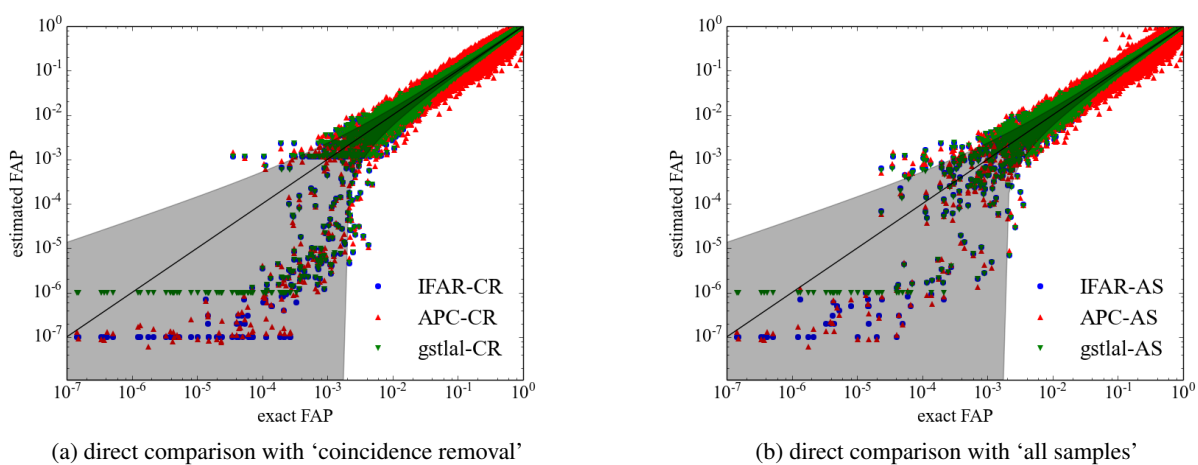 10^0
10^-1
10^-2
10^-3
10^-4
10^-5
10^-6
10^-7
estimated FAP
IFAR-CR
APC-CR
gstlal-CR
10^-7 10^-6 10^-5 10^-4 10^-3 10^-2 10^-1 10^0
exact FAP
(a) direct comparison with ‘coincidence removal’
10^0
10^-1
10^-2
10^-3
10^-4
10^-5
10^-6
10^-7
estimated FAP
IFAR-AS
APC-AS
gstlal-AS
10^-7 10^-6 10^-5 10^-4 10^-3 10^-2 10^-1 10^0
exact FAP
(b) direct comparison with ‘all samples’